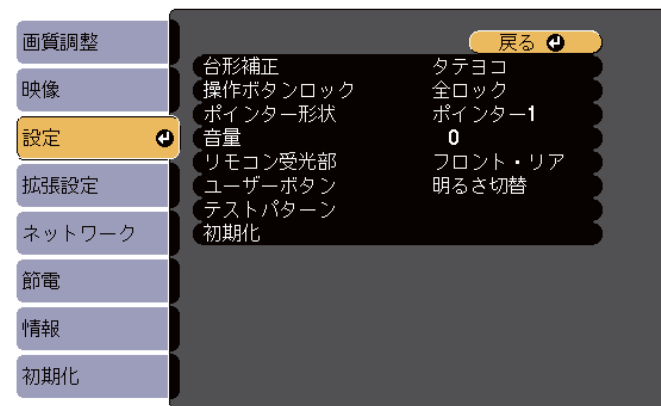 画質調整
映像
設定
拡張設定
ネットワーク
節電
情報
初期化
戻る
台形補正 タテヨコ
操作ボタンロック 全ロック
ポインター形状 ポインター1
音量 0
リモコン受光部 フロント・リア
ユーザーボタン 明るさ切替
テストパターン
初期化